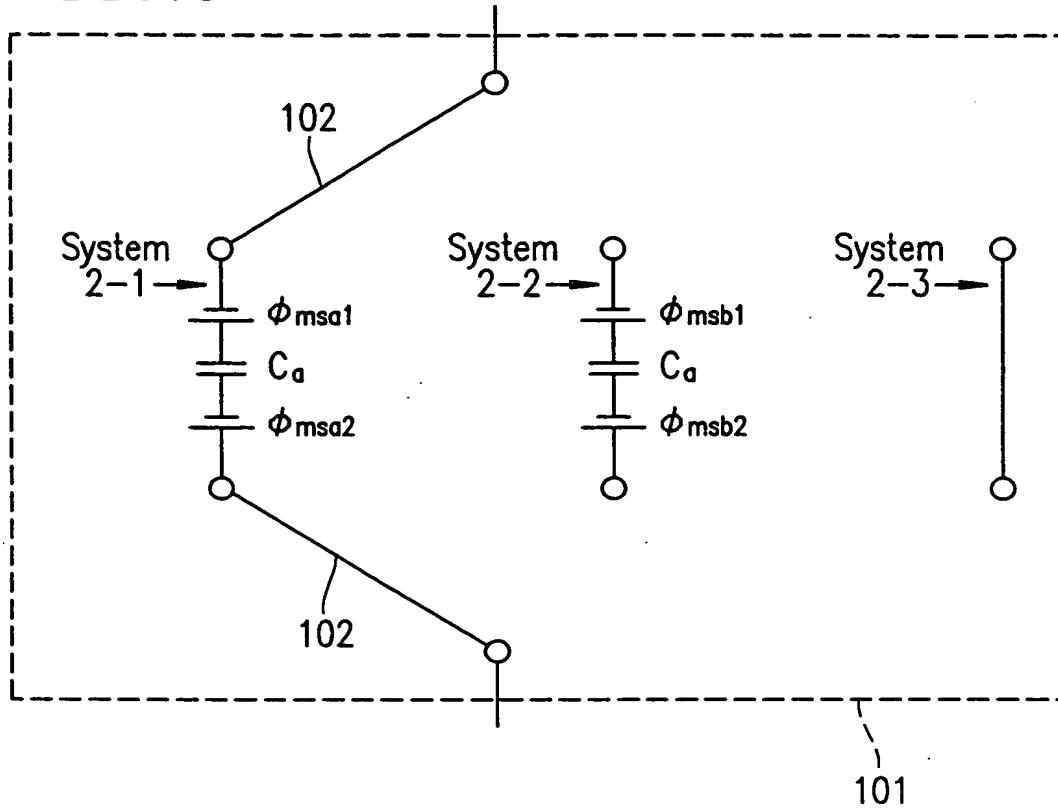 102
System
2-1
ϕmsa1
Ca
ϕmsa2
System
2-2
ϕmsb1
Ca
ϕmsb2
System
2-3
102
101